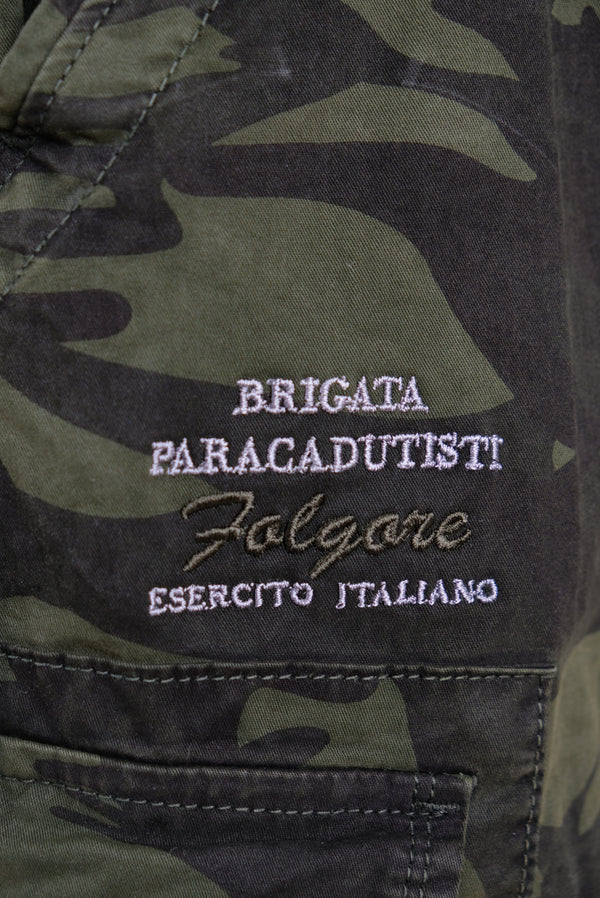 BRIGATA
PARACADUTISTI
Folgore
ESERCITO ITALIANO